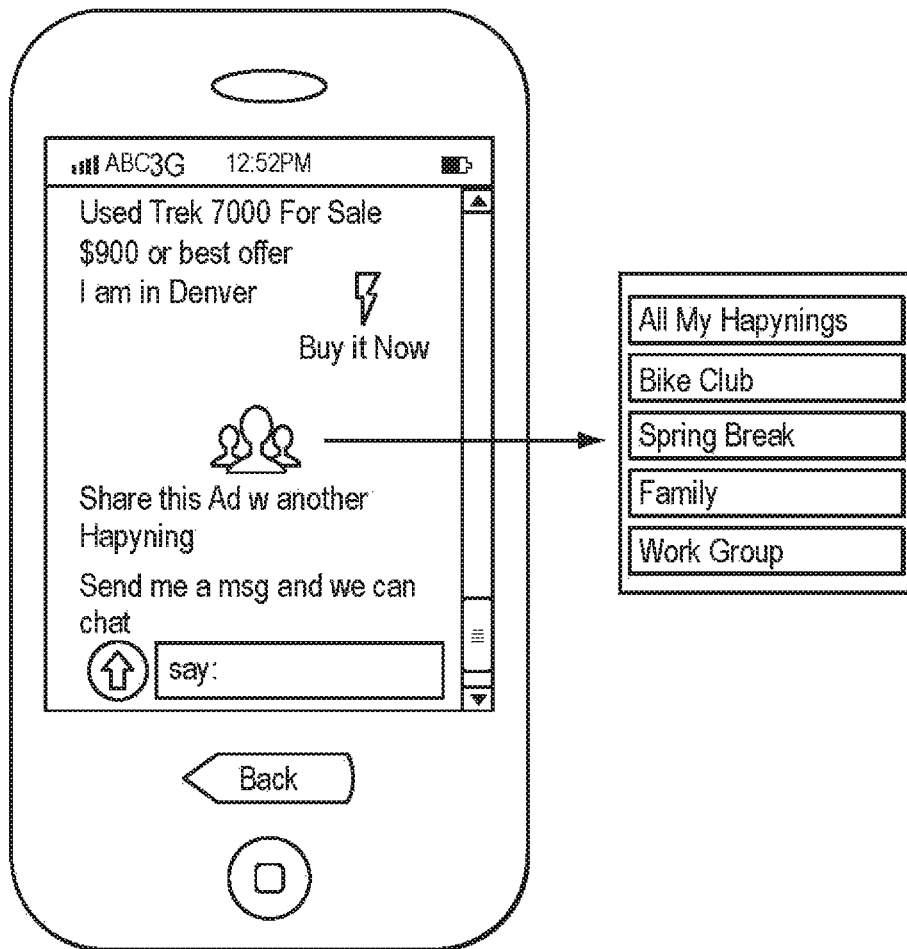 ABC3G 12:52PM
Used Trek 7000 For Sale
$900 or best offer
I am in Denver
Buy it Now
Share this Ad w another
Hapyning
Send me a msg and we can
chat
say:
Back
All My Hapynings
Bike Club
Spring Break
Family
Work Group